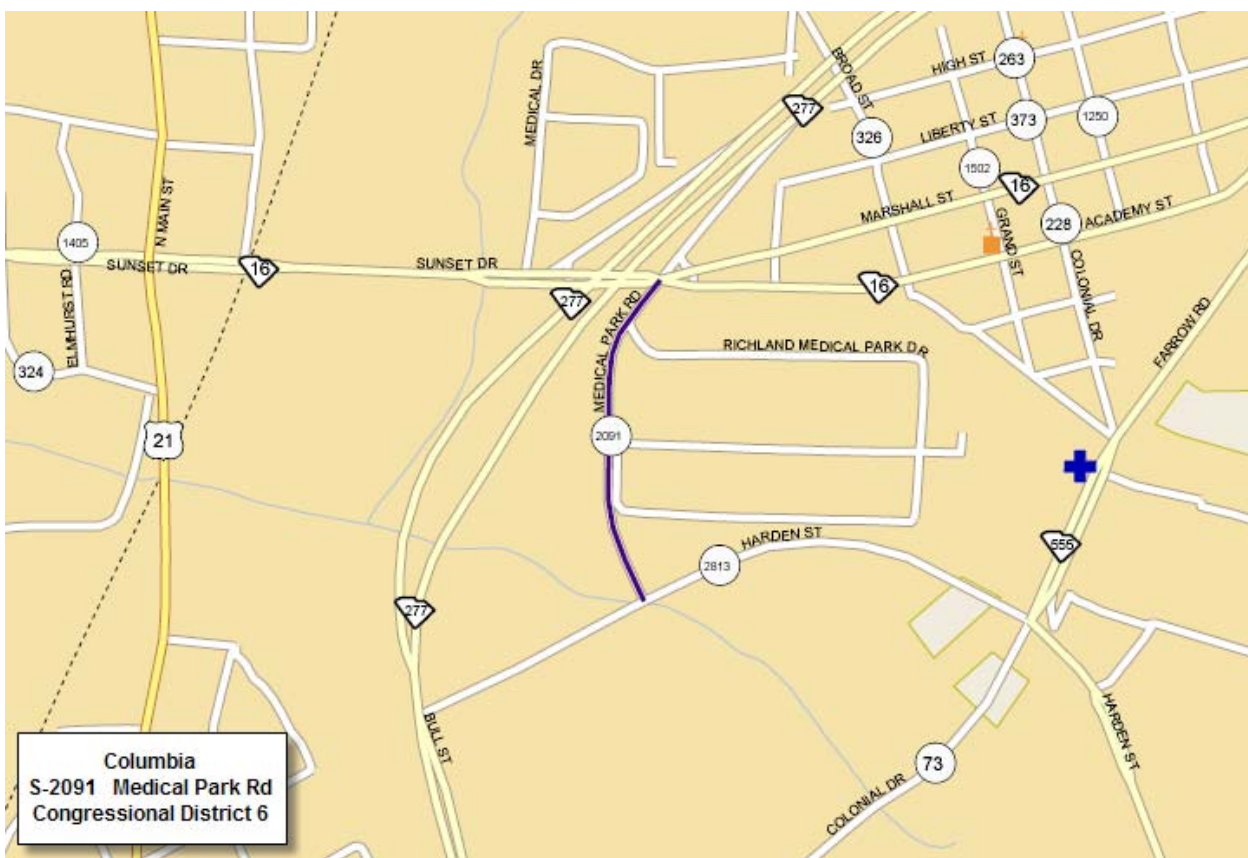 MEDICAL DR
BROAD ST
HIGH ST
263
277
326
LIBERTY ST
373
1250
1502
16
N MAIN ST
MARSHALL ST
GRAND ST
228
ACADEMY ST
1405
SUNSET DR
16
SUNSET DR
277
16
COLONIAL DR
ELMHURST RD
324
MEDICAL PARK RD
RICHLAND MEDICAL PARK DR
FARROW RD
21
2091
HARDEN ST
2813
555
277
BULL ST
HARDEN ST
73
COLONIAL DR
Columbia
S-2091 Medical Park Rd
Congressional District 6